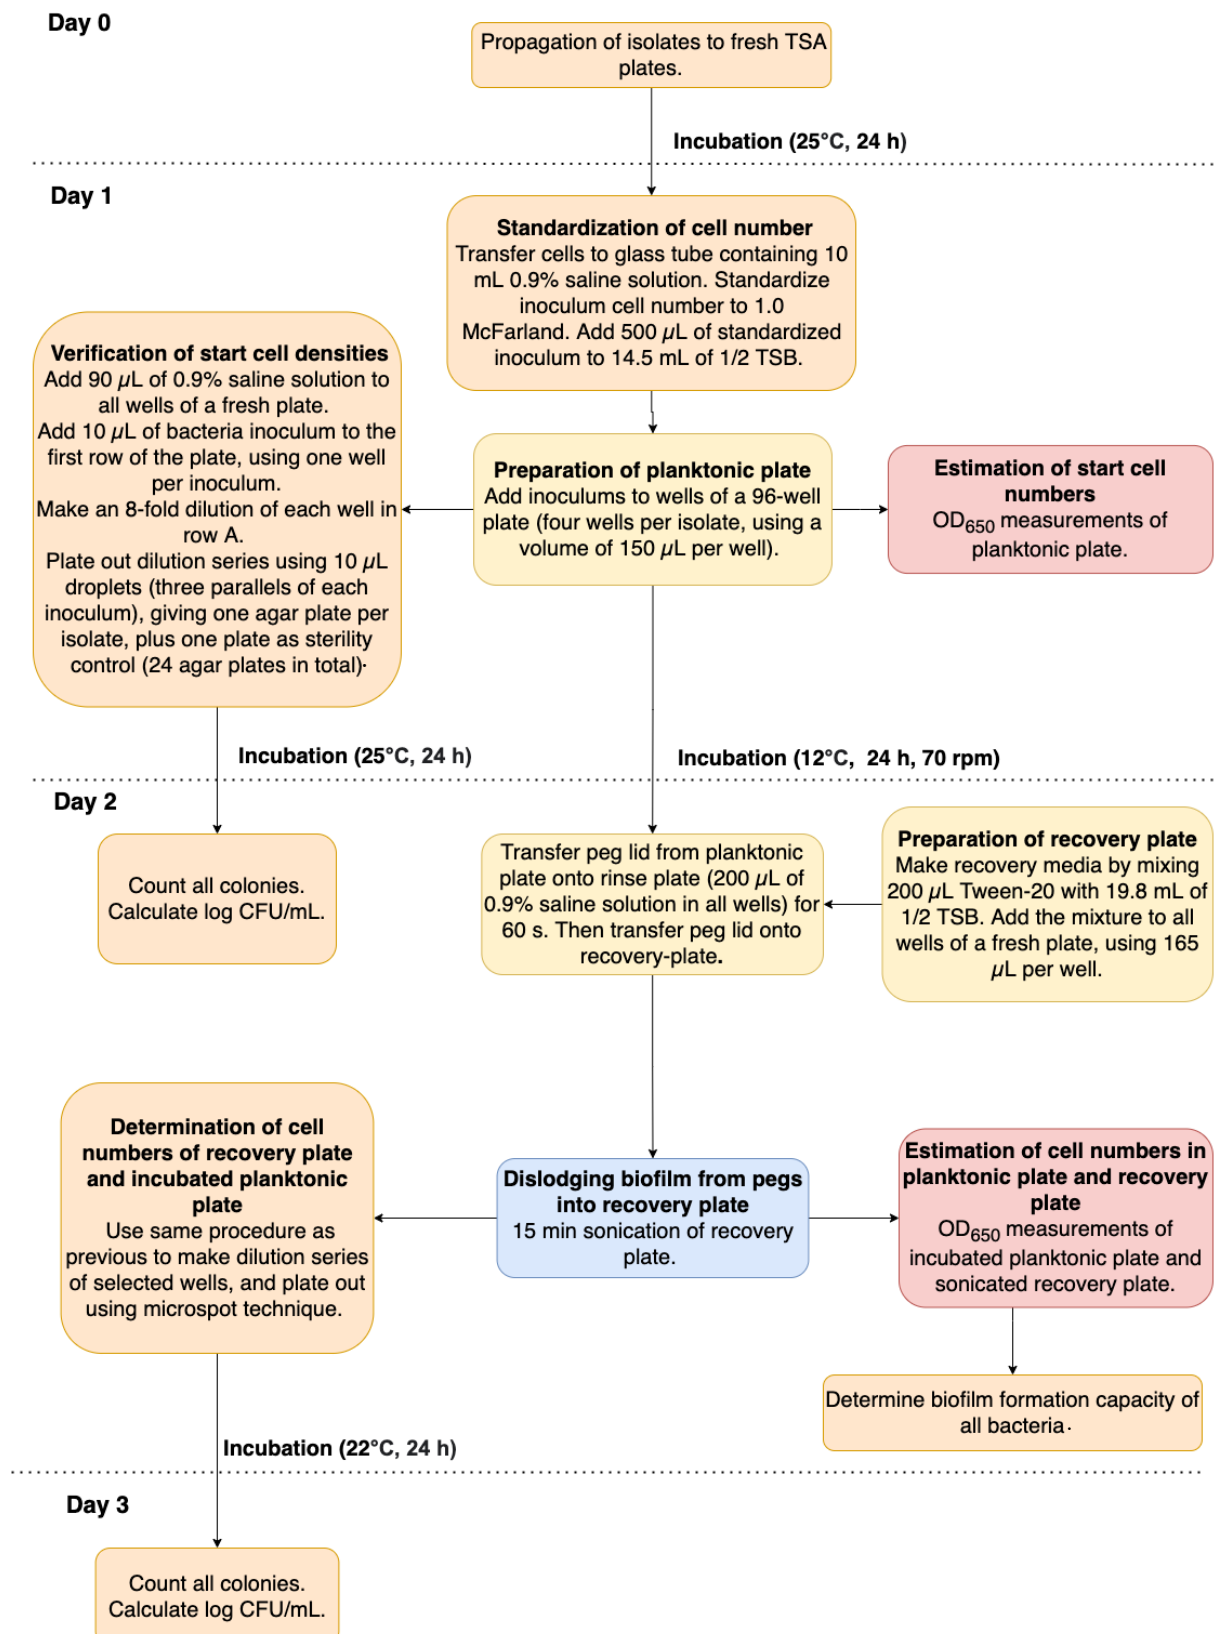 Day 0
Propagation of isolates to fresh TSA
plates.
Incubation (25°C, 24 h)
Day 1
Standardization of cell number
Transfer cells to glass tube containing 10
mL 0.9% saline solution. Standardize
inoculum cell number to 1.0
McFarland. Add 500 µL of standardized
inoculum to 14.5 mL of 1/2 TSB.
Verification of start cell densities
Add 90 µL of 0.9% saline solution to
all wells of a fresh plate.
Add 10 µL of bacteria inoculum to the
first row of the plate, using one well
per inoculum.
Make an 8-fold dilution of each well in
row A.
Plate out dilution series using 10 µL
droplets (three parallels of each
inoculum), giving one agar plate per
isolate, plus one plate as sterility
control (24 agar plates in total).
Preparation of planktonic plate
Add inoculums to wells of a 96-well
plate (four wells per isolate, using a
volume of 150 µL per well).
Estimation of start cell
numbers
OD650 measurements of
planktonic plate.
Incubation (25°C, 24 h)
Incubation (12°C, 24 h, 70 rpm)
Day 2
Count all colonies.
Calculate log CFU/mL.
Transfer peg lid from planktonic
plate onto rinse plate (200 µL of
0.9% saline solution in all wells) for
60 s. Then transfer peg lid onto
recovery-plate.
Preparation of recovery plate
Make recovery media by mixing
200 µL Tween-20 with 19.8 mL of
1/2 TSB. Add the mixture to all
wells of a fresh plate, using 165
µL per well.
Determination of cell
numbers of recovery plate
and incubated planktonic
plate
Use same procedure as
previous to make dilution series
of selected wells, and plate out
using microspot technique.
Dislodging biofilm from pegs
into recovery plate
15 min sonication of recovery
plate.
Estimation of cell numbers in
planktonic plate and recovery
plate
OD650 measurements of
incubated planktonic plate and
sonicated recovery plate.
Determine biofilm formation capacity of
all bacteria.
Incubation (22°C, 24 h)
Day 3
Count all colonies.
Calculate log CFU/mL.